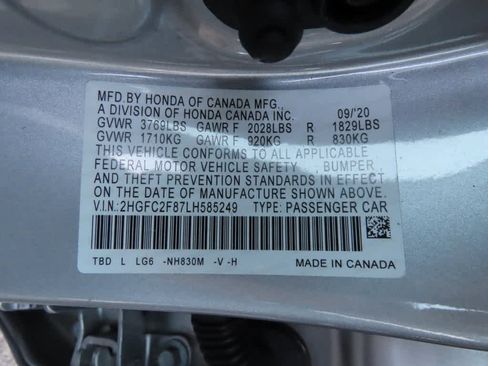 MFD.BY HONDA OF CANADA MFG.,
A DIVISION OF HONDA CANADA INC. 09/'20
GVWR 3769LBS GAWR F 2028LBS R 1829LBS
GVWR 1710KG GAWR F 920KG R 830KG
THIS VEHICLE CONFORMS TO ALL APPLICABLE
FEDERAL MOTOR VEHICLE SAFETY, BUMPER
AND THEFT PREVENTION STANDARDS IN EFFECT
ON THE DATE OF MANUFACTURE SHOWN ABOVE.
V.I.N.:2HGFC2F87LH585249 TYPE: PASSENGER CAR
TBD L LG6 -NH830M -V -H MADE IN CANADA